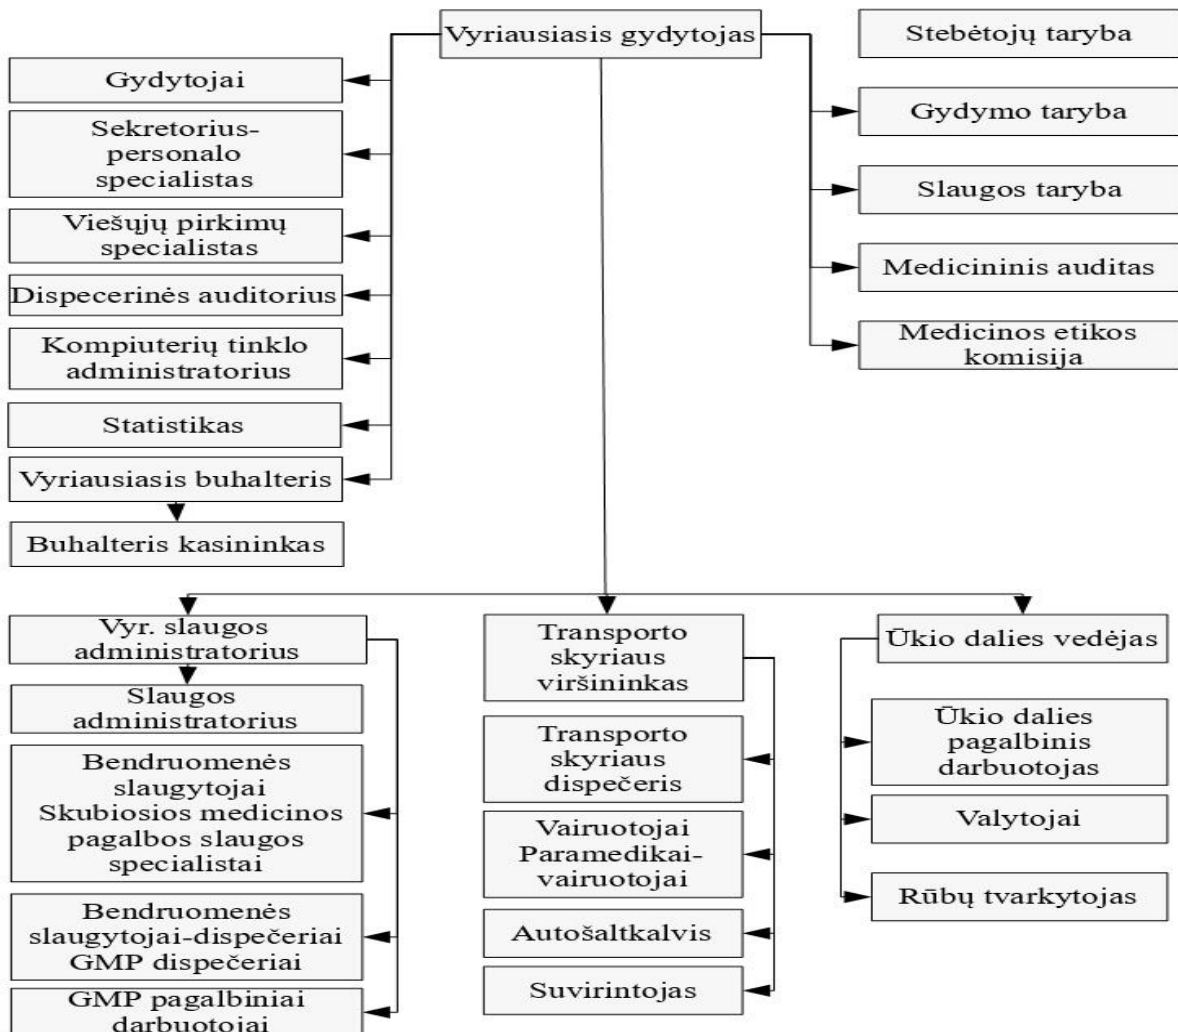 Vyriausiasis gydytojas
Stebėtojų taryba
Gydytojai
Gydymo taryba
Sekretorius-
personalo
specialistas
Slaugos taryba
Viešųjų pirkimų
specialistas
Medicininis auditas
Dispecerinės auditorius
Kompiuterių tinklo
administratorius
Medicinos etikos
komisija
Statistikas
Vyriausiasis buhalteris
Buhalteris kasininkas
Vyr. slaugos
administratorius
Slaugos
administratorius
Bendruomenės
slaugytojai
Skubiosios medicinos
pagalbos slaugos
specialistai
Bendruomenės
slaugytojai-dispečeriai
GMP dispečeriai
GMP pagalbiniai
darbuotojai
Transporto
skyriaus
viršininkas
Transporto
skyriaus
dispečeris
Vairuotojai
Paramedikai-
vairuotojai
Autošaltkalvis
Suvirintojas
Ūkio dalies vedėjas
Ūkio dalies
pagalbinis
darbuotojas
Valytojai
Rūbų tvarkytojas